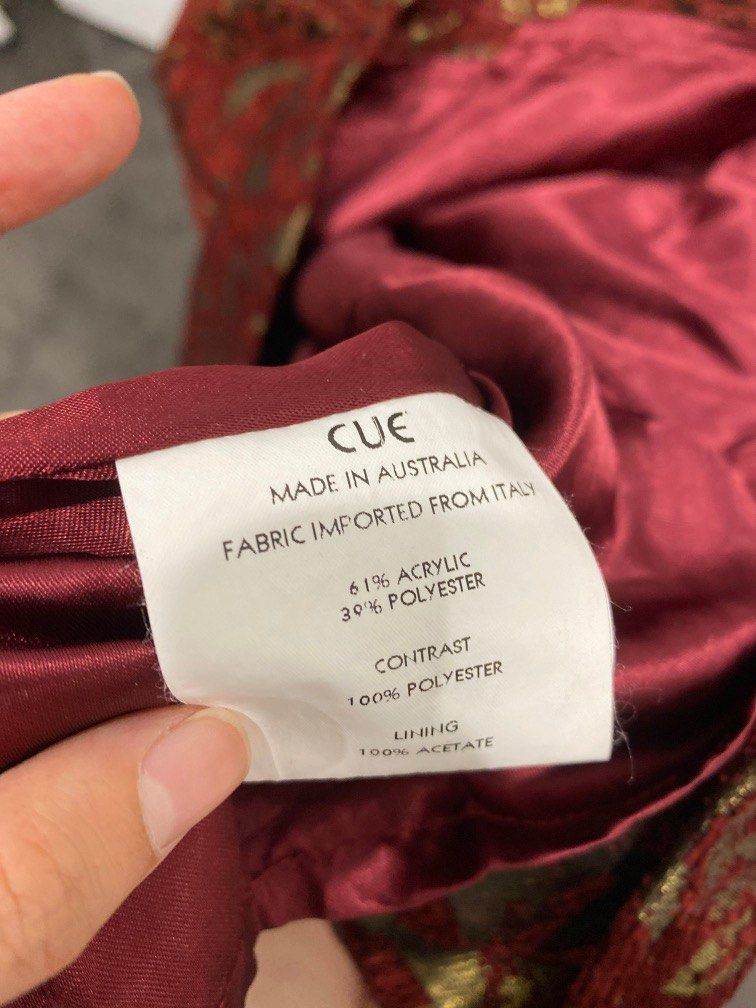 CUE
MADE IN AUSTRALIA
FABRIC IMPORTED FROM ITALY
61% ACRYLIC
39% POLYESTER
CONTRAST
100% POLYESTER
LINING
100% ACETATE